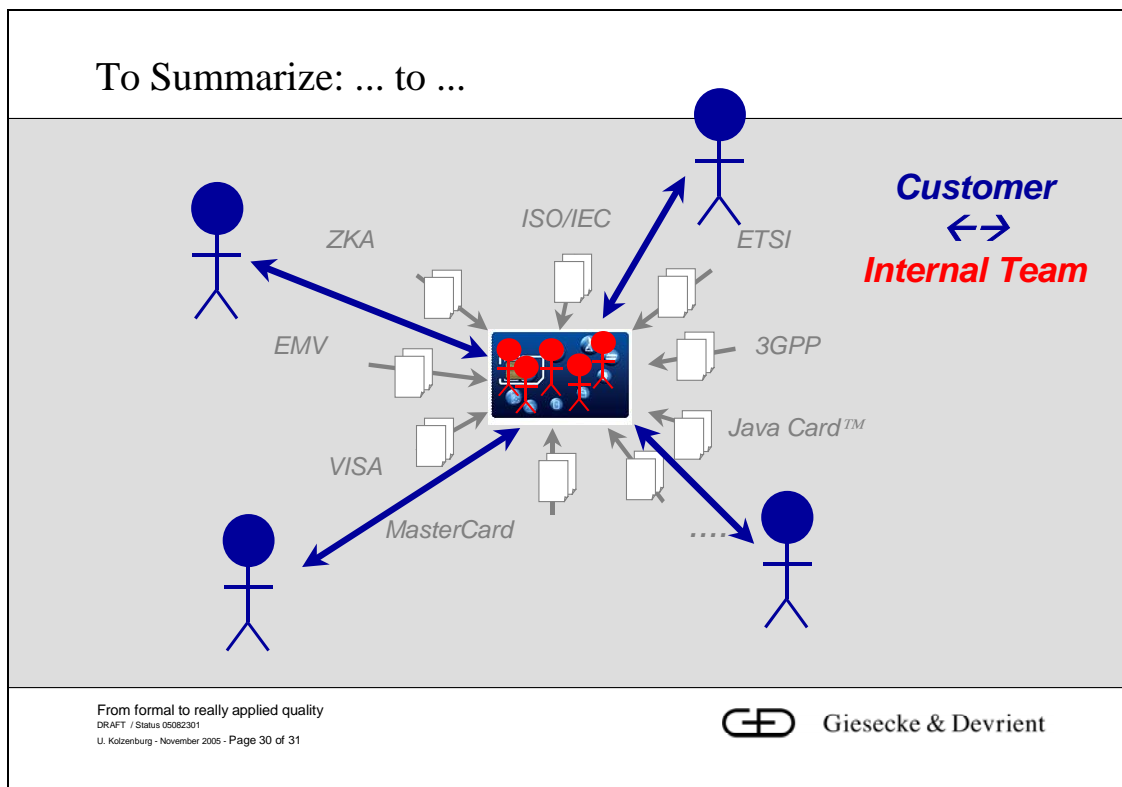 To Summarize: ... to ...
Customer
←→
Internal Team
ISO/IEC
ZKA
ETSI
EMV
3GPP
Java Card™
VISA
MasterCard
....
From formal to really applied quality
DRAFT / Status 05082301
U. Kolzenburg - November 2005 - Page 30 of 31
Giesecke & Devrient